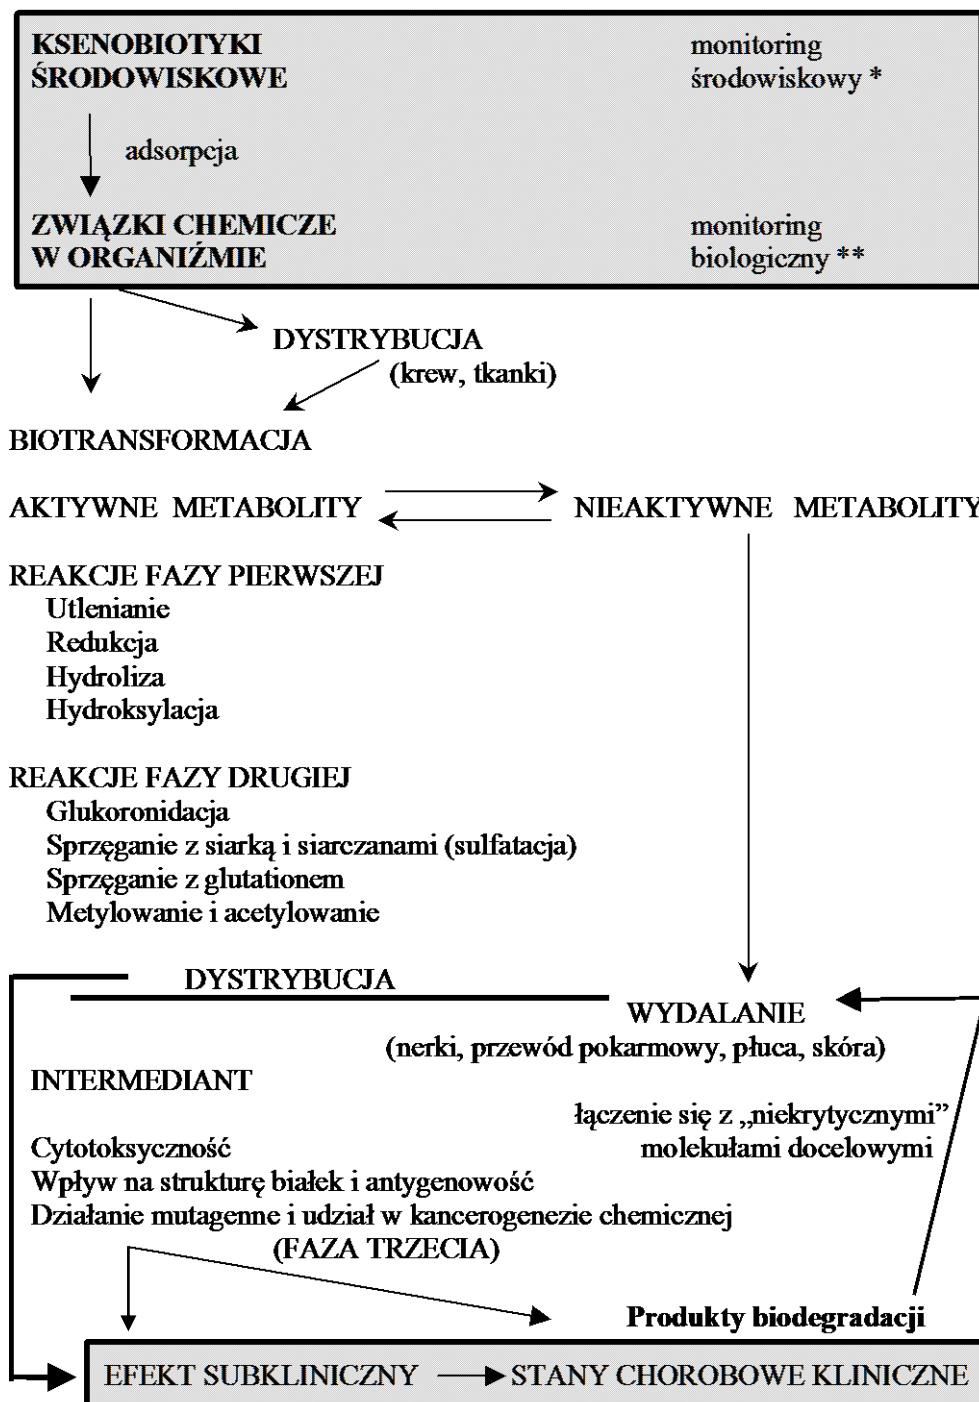 KSENOBIOTYKI
ŚRODOWISKOWE
monitoring
środowiskowy *
adsorpcja
ZWIĄZKI CHEMICZE
W ORGANIŹMIE
monitoring
biologiczny **
DYSTRYBUCJA
(krew, tkanki)
BIOTRANSFORMACJA
AKTYWNE METABOLITY
NIEAKTYWNE METABOLITY
REAKCJE FAZY PIERWSZEJ
Utlenianie
Redukcja
Hydroliza
Hydroksylacja
REAKCJE FAZY DRUGIEJ
Glukoronidacja
Sprzęganie z siarką i siarczanami (sulfatacja)
Sprzęganie z glutationem
Metylowanie i acetylowanie
DYSTRYBUCJA
WYDALANIE
(nerki, przewód pokarmowy, płuca, skóra)
INTERMEDIANT
łączenie się z „niekrytycznymi”
molekułami docelowymi
Cytotoksyczność
Wpływ na strukturę białek i antygenowość
Działanie mutagenne i udział w kancerogenezie chemicznej
(FAZA TRZECIA)
Produkty biodegradacji
EFEKT SUBKLINICZNY
STANY CHOROBOWE KLINICZNE